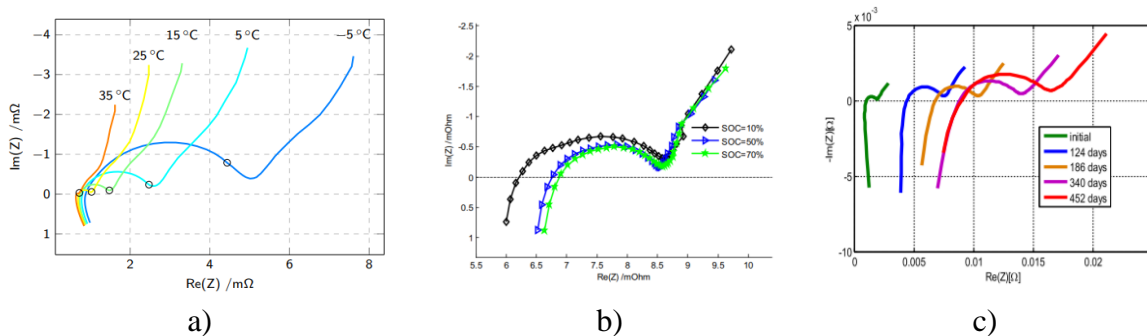 35 °C
25 °C
15 °C
5 °C
−5 °C
−4
−3
−2
−1
0
1
2
4
6
8
Im(Z) /mΩ
Re(Z) /mΩ
a)
-2.5
-2
-1.5
-1
-0.5
0
0.5
1
5.5
6
6.5
7
7.5
8
8.5
9
9.5
10
Im(Z) / mOhm
Re(Z) /mOhm
SOC=10%
SOC=50%
SOC=70%
b)
x 10-3
5
0
-5
-10
0
0.005
0.01
0.015
0.02
-Im(Z)[Ω]
Re(Z)[Ω]
initial
124 days
186 days
340 days
452 days
c)